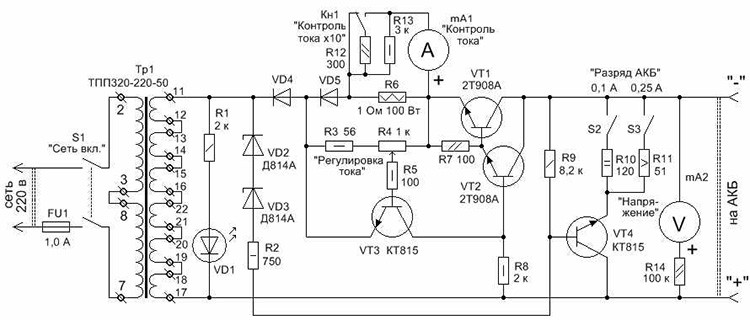 Кн1
"Контроль
тока х10"
R13
3 к
mA1
"Контроль
тока"
R12
300
A
+
Тр1
ТПП320-220-50
11
2
VD4
VD5
R6
1 Ом 100 Вт
VT1
2Т908А
"Разряд АКБ"
0,1 А
0,25 А
"-"
S1
"Сеть вкл."
12
13
14
15
16
22
21
20
19
18
17
3
8
7
R1
2 к
VD2
Д814А
VD3
Д814А
R2
750
VD1
R3 56
R4 1 к
"Регулировка
тока"
R5
100
R7 100
VT2
2Т908А
VT3 КТ815
R8
2 к
S2
S3
R9
8,2 к
R10
120
R11
51
"Напря-
жение"
mA2
V
+
VT4
КТ815
R14
100 к
на АКБ
"+"
сеть
220 в
FU1
1,0 А